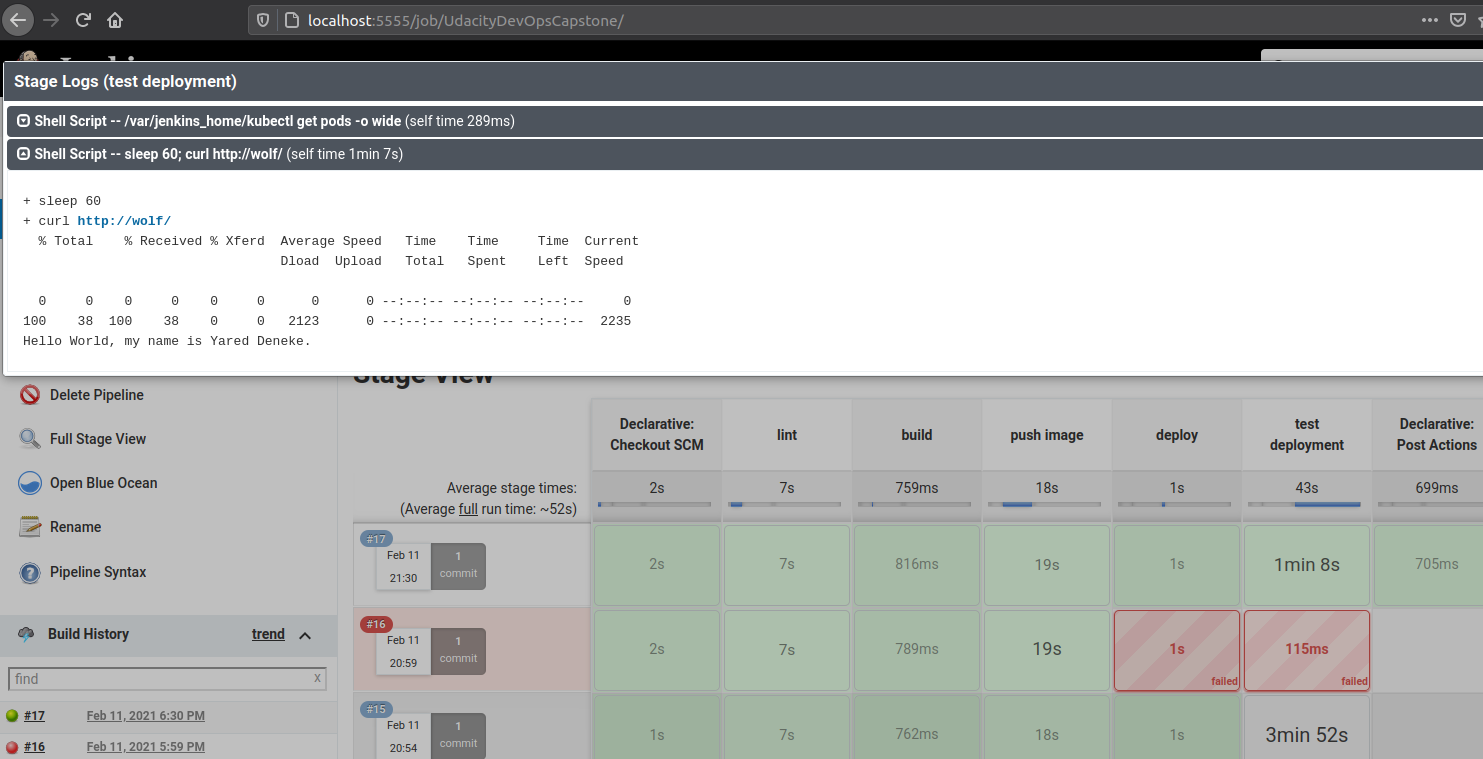 localhost:5555/job/UdacityDevOpsCapstone/
Stage Logs (test deployment)
Shell Script -- /var/jenkins_home/kubectl get pods -o wide (self time 289ms)
Shell Script -- sleep 60; curl http://wolf/ (self time 1min 7s)
+ sleep 60
+ curl http://wolf/
% Total % Received % Xferd Average Speed Time Time Time Current
Dload Upload Total Spent Left Speed
0 0 0 0 0 0 0 0 --:--:-- --:--:-- --:--:-- 0
100 38 100 38 0 0 2123 0 --:--:-- --:--:-- --:--:-- 2235
Hello World, my name is Yared Deneke.
Stage View
Delete Pipeline
Full Stage View
Open Blue Ocean
Rename
Pipeline Syntax
Build History trend
find x
#17 Feb 11, 2021 6:30 PM
#16 Feb 11, 2021 5:59 PM
Declarative: Checkout SCM lint build push image deploy test deployment Declarative: Post Actions
Average stage times: 2s 7s 759ms 18s 1s 43s 699ms
(Average full run time: ~52s)
#17
Feb 11 1
21:30 commit
2s 7s 816ms 19s 1s 1min 8s 705ms
#16
Feb 11 1
20:59 commit
2s 7s 789ms 19s 1s 115ms
failed failed
#15
Feb 11 1
20:54 commit
1s 7s 762ms 18s 1s 3min 52s